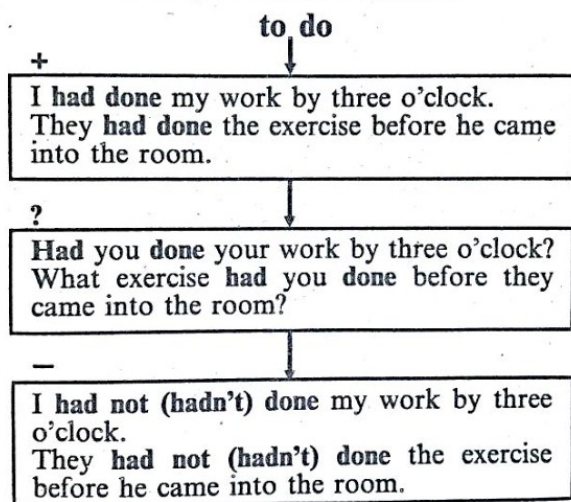 to do
+
I had done my work by three o'clock.
They had done the exercise before he came
into the room.
?
Had you done your work by three o'clock?
What exercise had you done before they
came into the room?
—
I had not (hadn't) done my work by three
o'clock.
They had not (hadn't) done the exercise
before he came into the room.